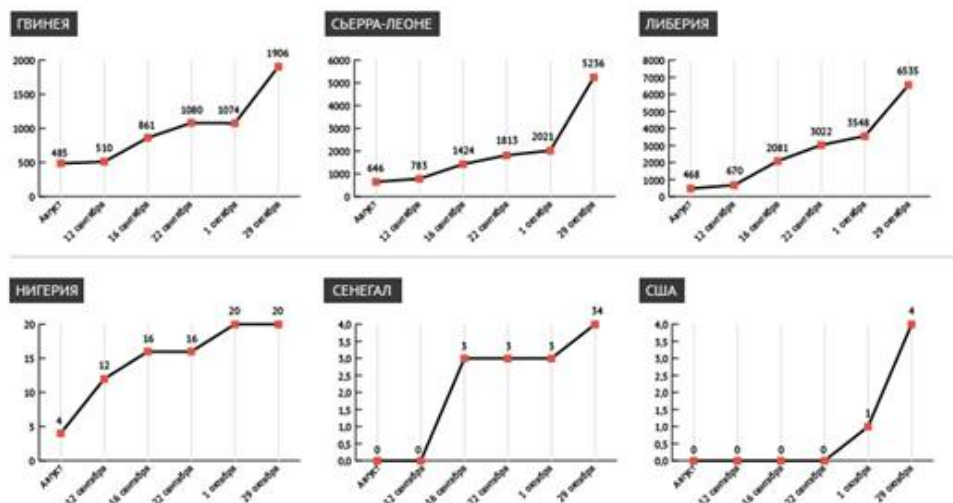 ГВИНЕЯ
2000
1500
1000
500
0
485
510
861
1080
1074
1906
Август
12 сентября
16 сентября
22 сентября
1 октября
29 октября
СЬЕРРА-ЛЕОНЕ
6000
5000
4000
3000
2000
1000
0
646
783
1424
1813
2021
5236
Август
12 сентября
16 сентября
22 сентября
1 октября
29 октября
ЛИБЕРИЯ
8000
7000
6000
5000
4000
3000
2000
1000
0
468
670
2081
3022
3548
6535
Август
12 сентября
16 сентября
22 сентября
1 октября
29 октября
НИГЕРИЯ
20
15
10
5
0
4
12
16
16
20
20
Август
12 сентября
16 сентября
22 сентября
1 октября
29 октября
СЕНЕГАЛ
4,0
3,5
3,0
2,5
2,0
1,5
1,0
0,5
0,0
0
0
3
3
3
34
Август
12 сентября
16 сентября
22 сентября
1 октября
29 октября
США
4,0
3,5
3,0
2,5
2,0
1,5
1,0
0,5
0,0
0
0
0
0
1
4
Август
12 сентября
16 сентября
22 сентября
1 октября
29 октября